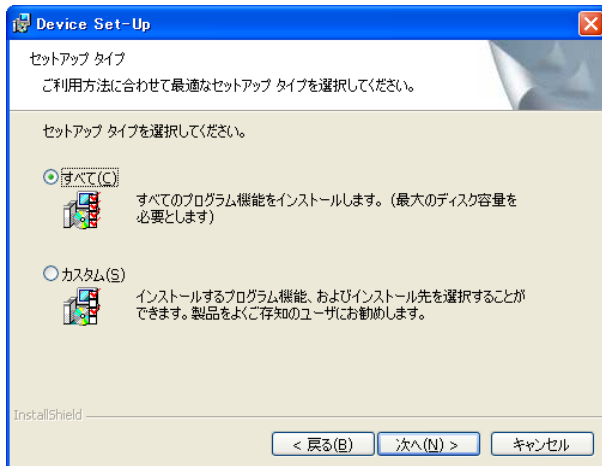 Device Set-Up
セットアップ タイプ
ご利用方法に合わせて最適なセットアップ タイプを選択してください。
セットアップ タイプを選択してください。
すべて(C)
すべてのプログラム機能をインストールします。(最大のディスク容量を
必要とします)
カスタム(S)
インストールするプログラム機能、およびインストール先を選択することが
できます。製品をよくご存知のユーザにお勧めします。
InstallShield
< 戻る(B)
次へ(N) >
キャンセル